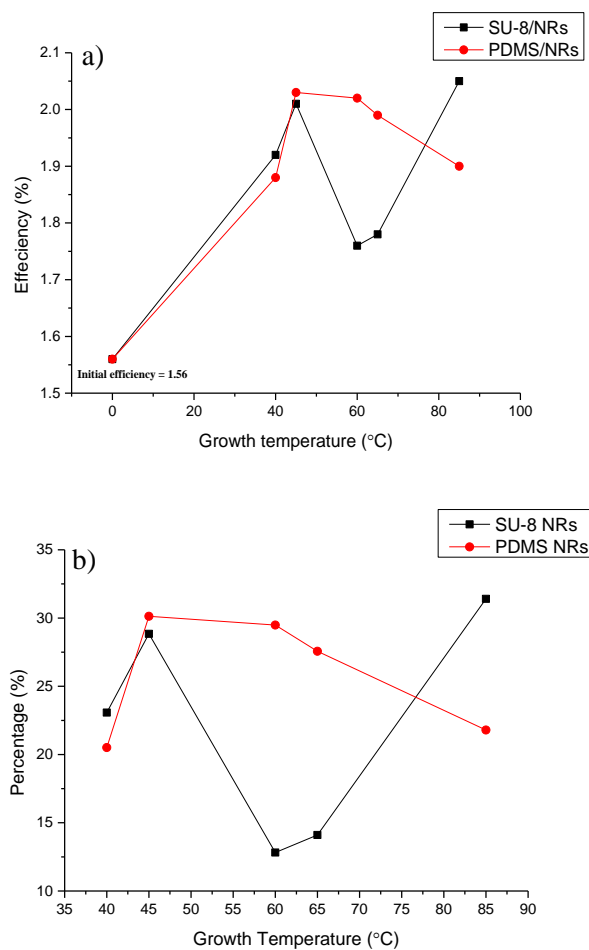 SU-8/NRs
PDMS/NRs
a)
2.1
2.0
1.9
1.8
1.7
1.6
1.5
Effeciency (%)
Initial efficiency = 1.56
0 20 40 60 80 100
Growth temperature (°C)
SU-8 NRs
PDMS NRs
b)
35
30
25
20
15
10
Percentage (%)
35 40 45 50 55 60 65 70 75 80 85 90
Growth Temperature (°C)